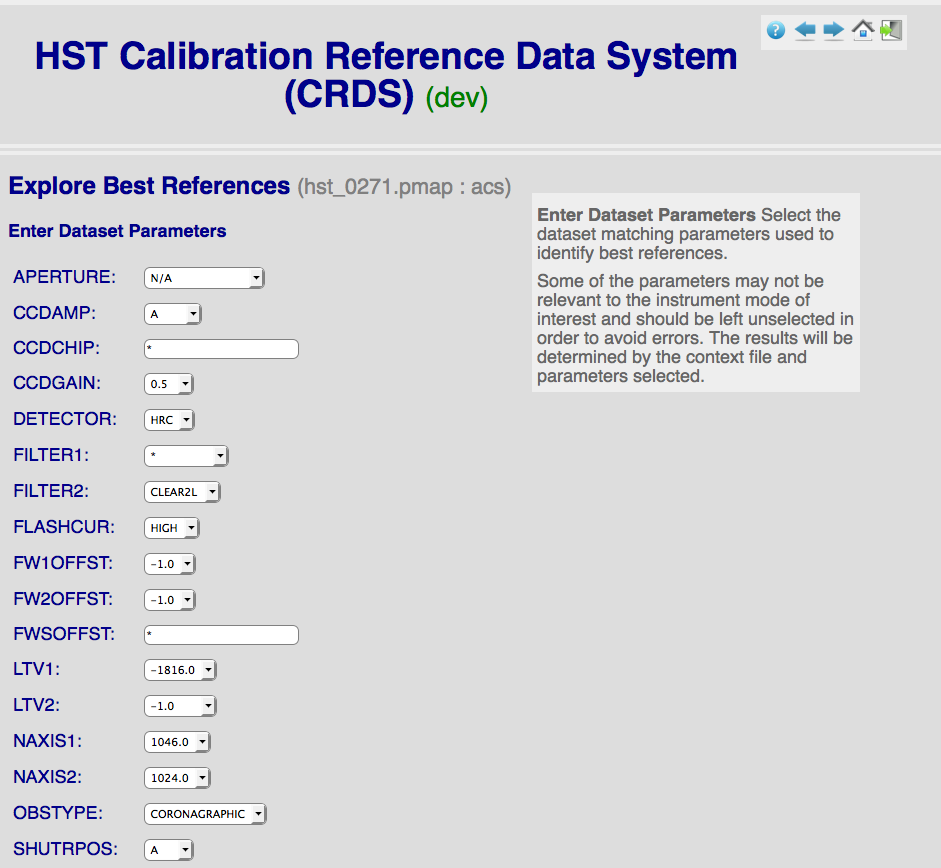 HST Calibration Reference Data System
(CRDS) (dev)
Explore Best References (hst_0271.pmap : acs)
Enter Dataset Parameters
APERTURE: N/A
CCDAMP: A
CCDCHIP: *
CCDGAIN: 0.5
DETECTOR: HRC
FILTER1: *
FILTER2: CLEAR2L
FLASHCUR: HIGH
FW1OFFST: -1.0
FW2OFFST: -1.0
FWSOFFST: *
LTV1: -1816.0
LTV2: -1.0
NAXIS1: 1046.0
NAXIS2: 1024.0
OBSTYPE: CORONAGRAPHIC
SHUTRPOS: A
Enter Dataset Parameters Select the
dataset matching parameters used to
identify best references.
Some of the parameters may not be
relevant to the instrument mode of
interest and should be left unselected in
order to avoid errors. The results will be
determined by the context file and
parameters selected.